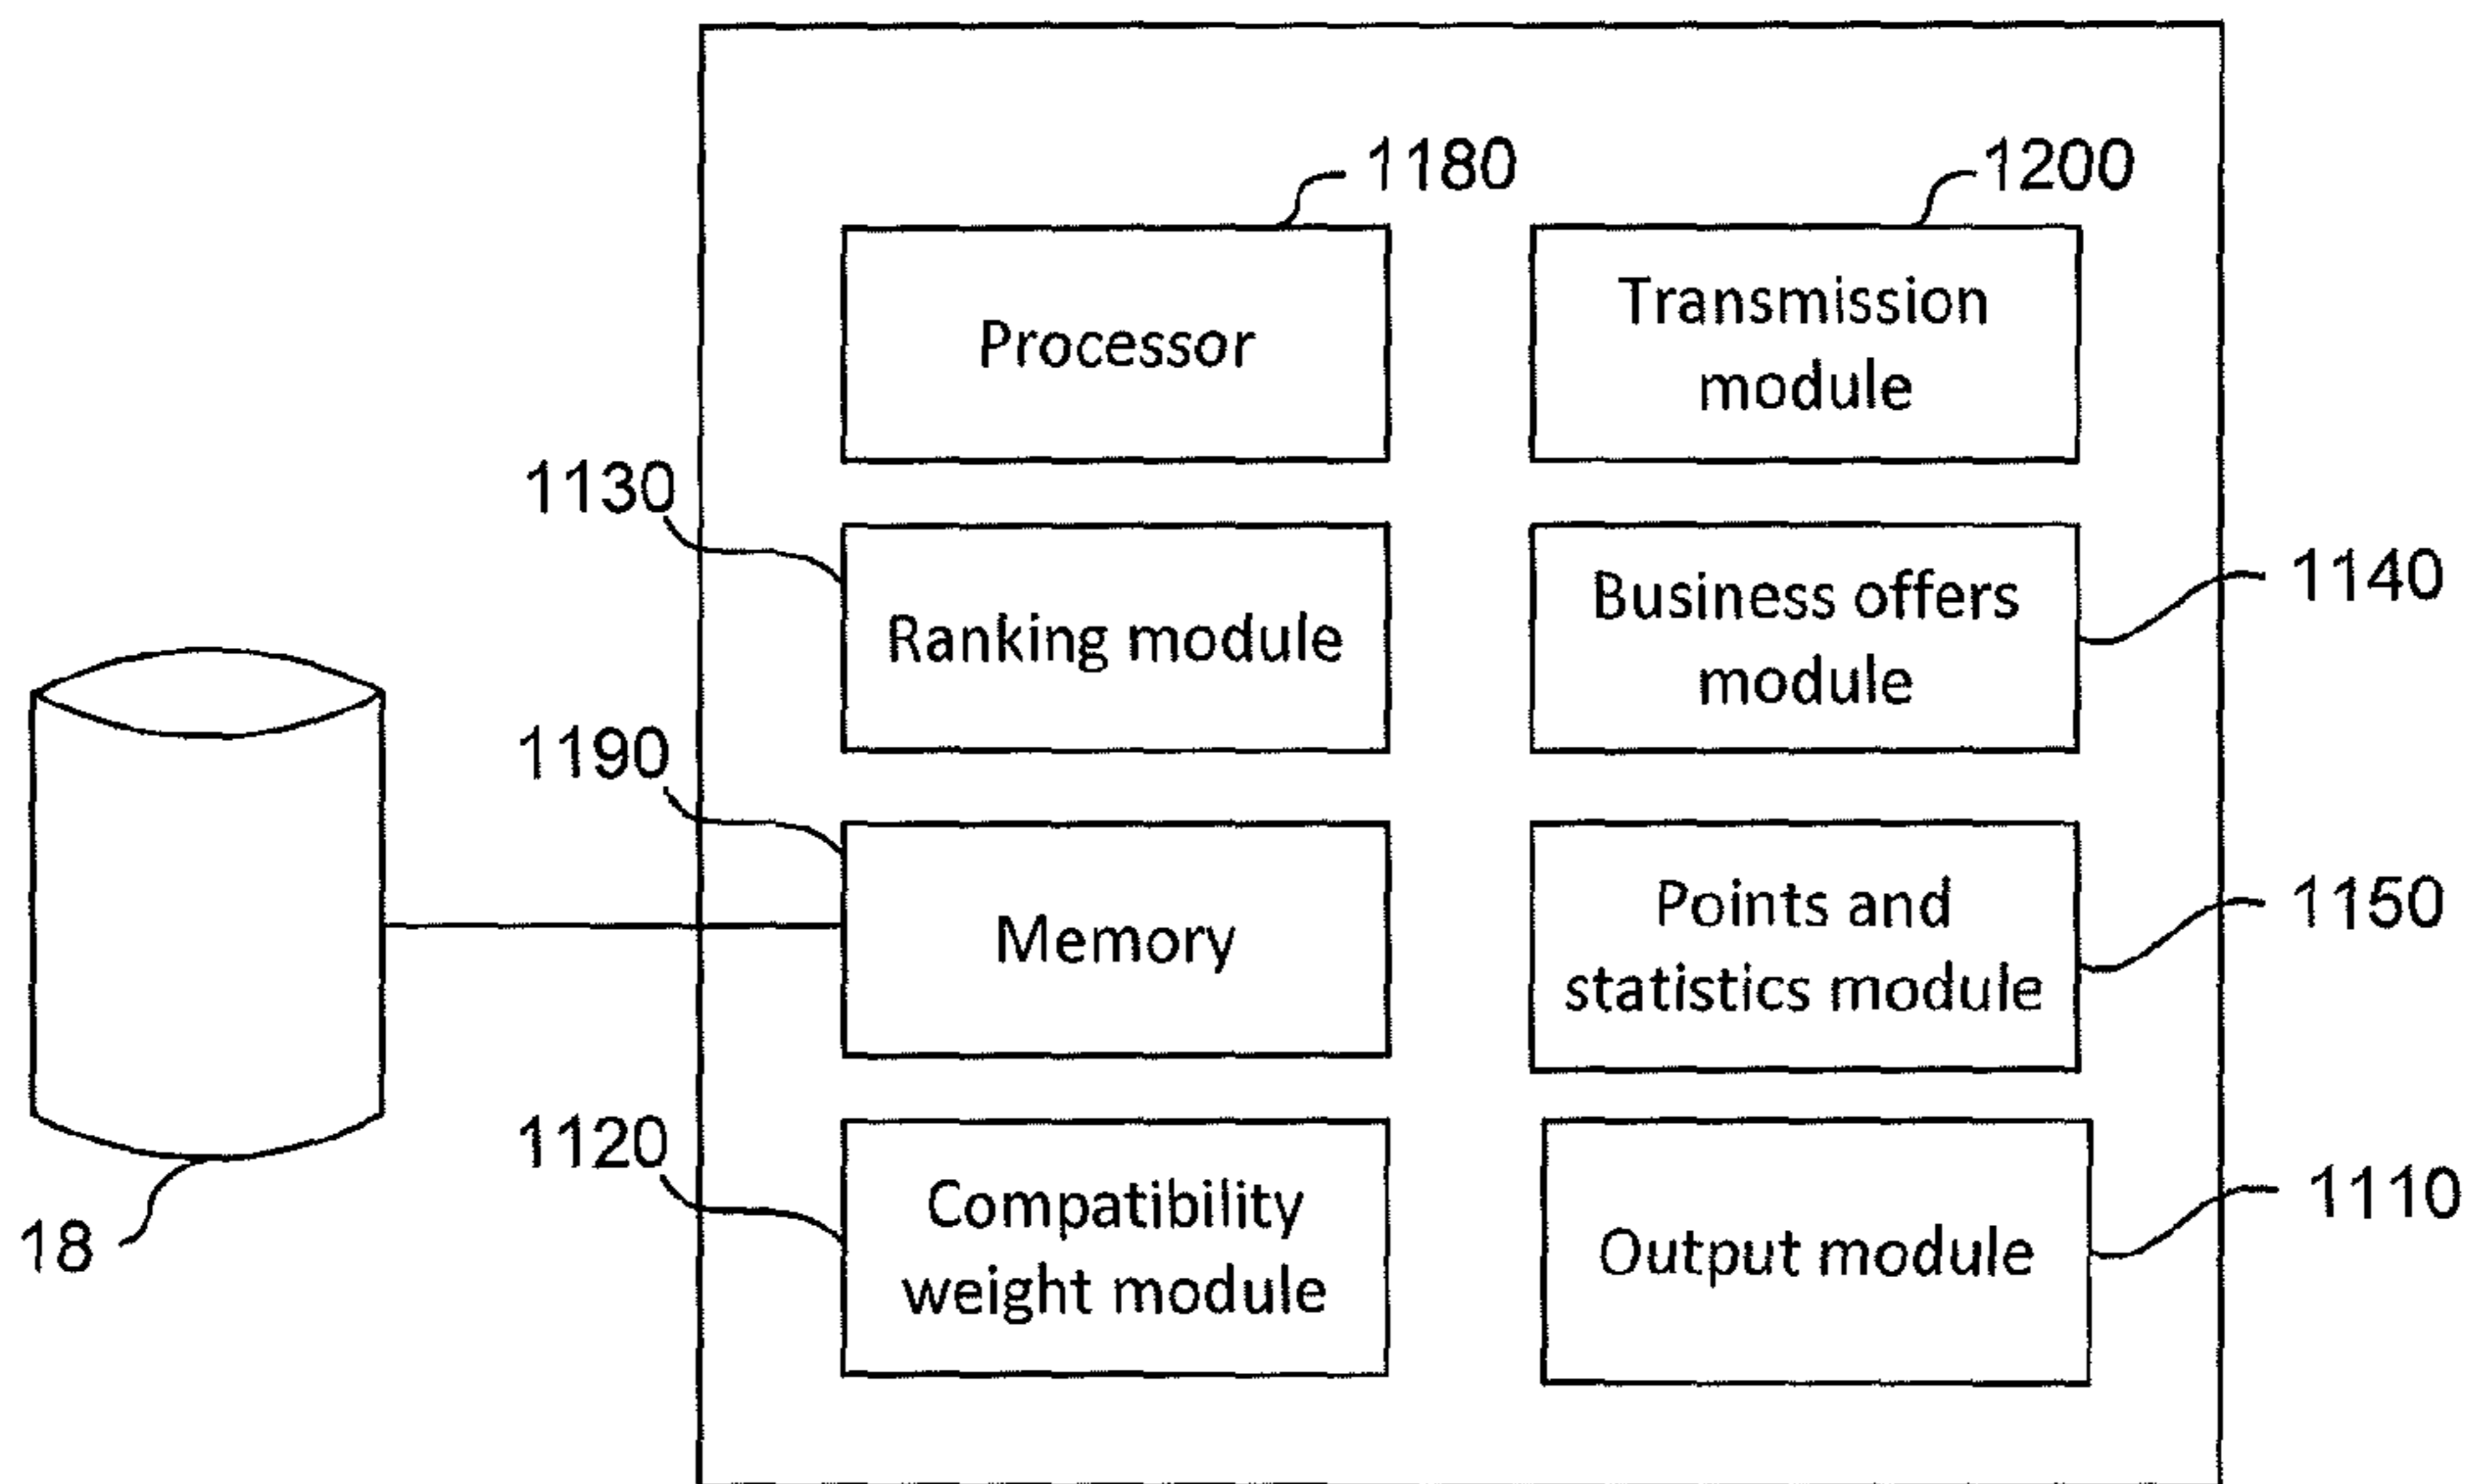 1180
1200
Processor
Transmission
module
1130
Ranking module
Business offers
module
1140
1190
Memory
Points and
statistics module
1150
1120
Compatibility
weight module
Output module
1110
18